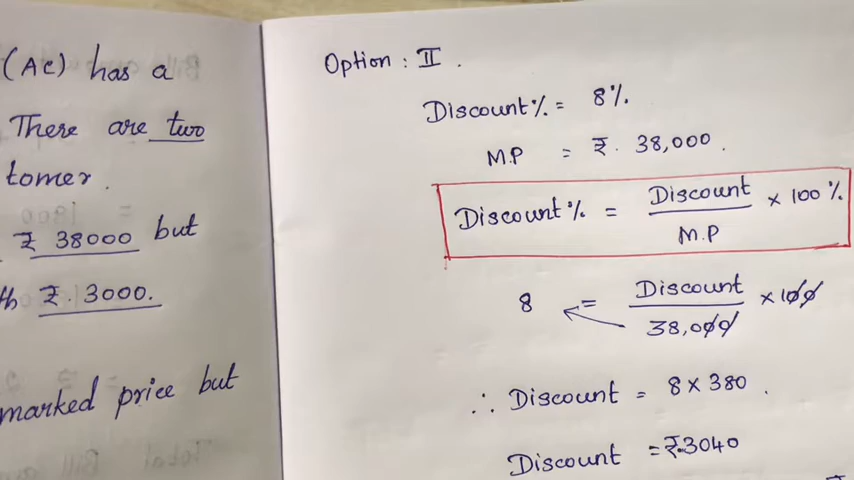 (AC) has a
There are two
tomer.
₹ 38000 but
th ₹. 3000.
marked price but
Option : II .
Discount % = 8%
M.P = ₹. 38,000.
Discount % = Discount / M.P × 100%
8 = Discount / 38,000 × 100
∴ Discount = 8 × 380 .
Discount = ₹.3040